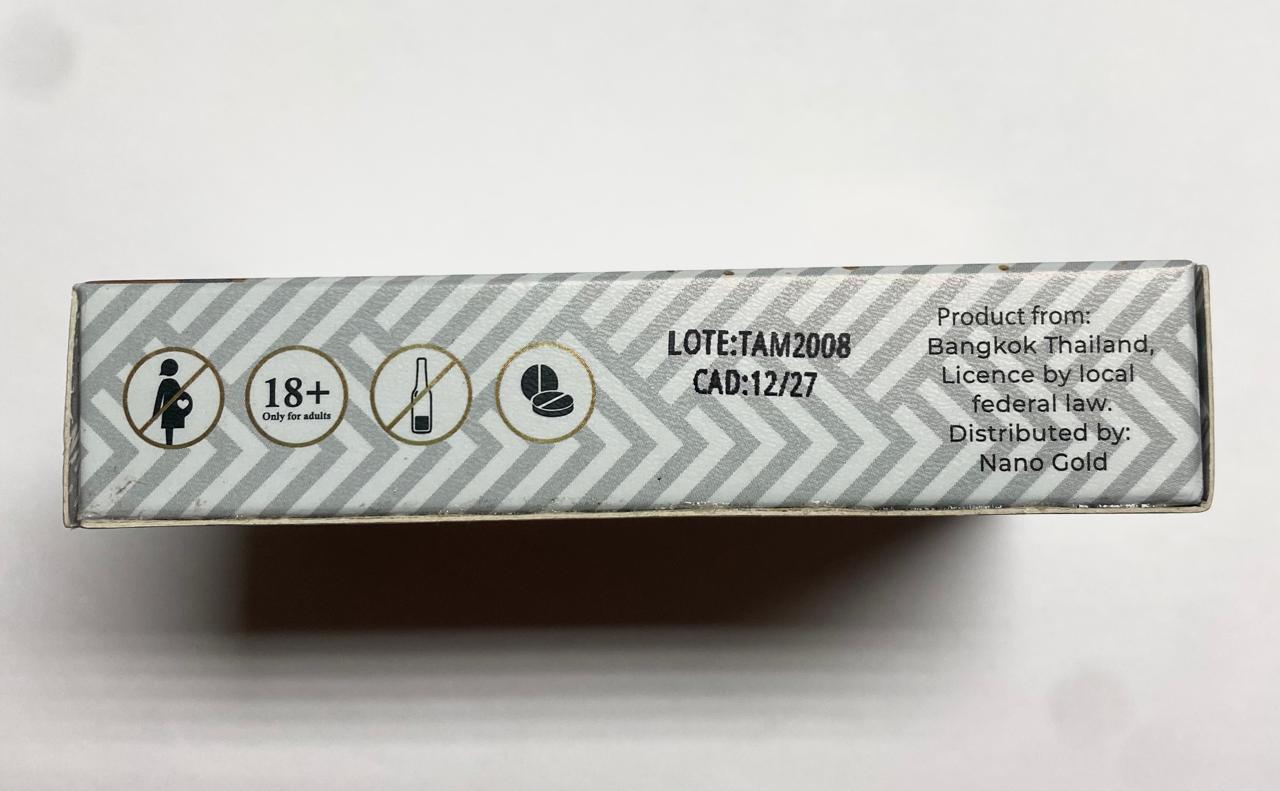 18+
Only for adults
LOTE:TAM2008
CAD:12/27
Product from:
Bangkok Thailand,
Licence by local
federal law.
Distributed by:
Nano Gold